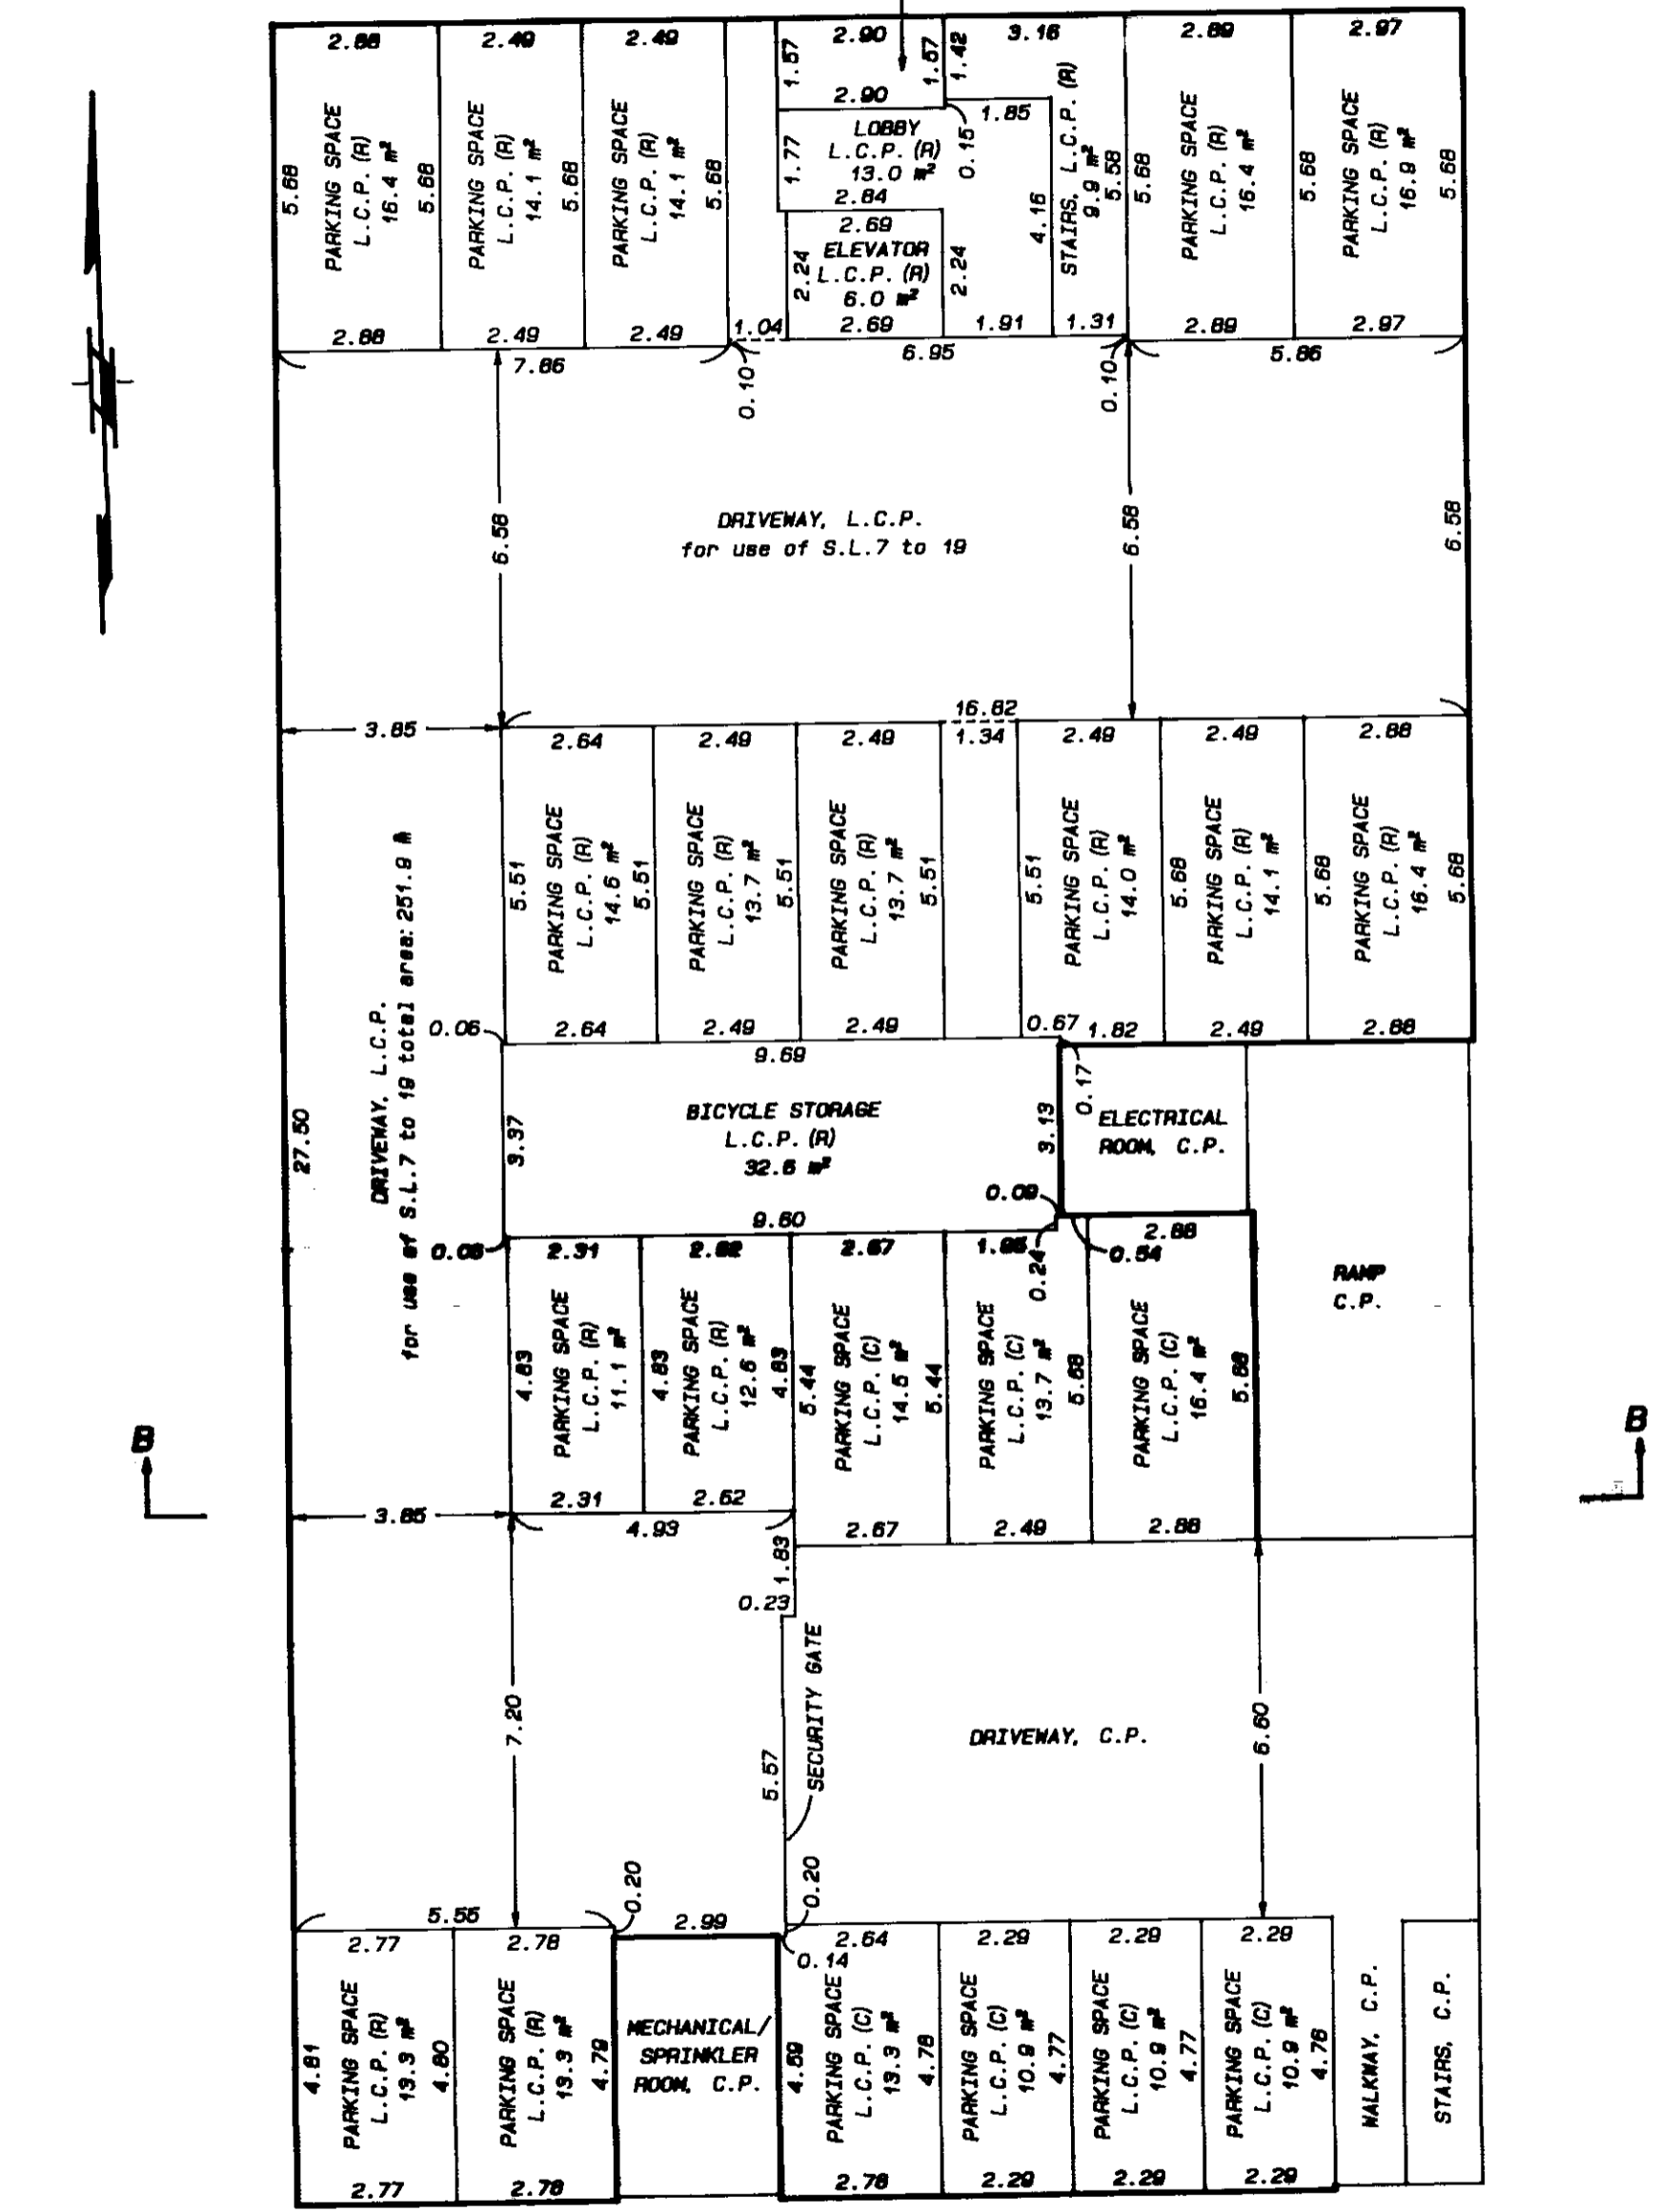 2.88
2.49
2.49
2.90
3.16
2.89
2.97
1.57
1.57
1.42
2.90
1.85
0.15
5.68
PARKING SPACE
L.C.P. (R)
16.4 m²
5.68
PARKING SPACE
L.C.P. (R)
14.1 m²
5.68
PARKING SPACE
L.C.P. (R)
14.1 m²
5.68
1.77
LOBBY
L.C.P. (R)
13.0 m²
2.84
2.69
2.24
ELEVATOR
L.C.P. (R)
6.0 m²
2.24
4.16
STAIRS, L.C.P. (R)
9.9 m²
5.58
5.68
PARKING SPACE
L.C.P. (R)
16.4 m²
5.68
PARKING SPACE
L.C.P. (R)
16.9 m²
5.68
2.88
2.49
2.49
1.04
2.69
1.91
1.31
2.89
2.97
7.86
0.10
6.95
0.10
5.86
6.58
DRIVEWAY, L.C.P.
for use of S.L.7 to 19
6.58
6.58
3.85
16.82
2.64
2.49
2.49
1.34
2.49
2.49
2.88
5.51
PARKING SPACE
L.C.P. (R)
14.6 m²
5.51
PARKING SPACE
L.C.P. (R)
13.7 m²
5.51
PARKING SPACE
L.C.P. (R)
13.7 m²
5.51
5.51
PARKING SPACE
L.C.P. (R)
14.0 m²
5.68
PARKING SPACE
L.C.P. (R)
14.1 m²
5.68
PARKING SPACE
L.C.P. (R)
16.4 m²
5.68
0.06
2.64
2.49
2.49
0.67
1.82
2.49
2.88
27.50
DRIVEWAY, L.C.P.
for use of S.L.7 to 19 total area: 251.9 m
9.69
3.37
BICYCLE STORAGE
L.C.P. (R)
32.6 m²
3.13
0.17
ELECTRICAL
ROOM, C.P.
0.09
9.60
0.08
2.31
2.62
2.67
1.95
0.24
0.54
2.88
RAMP
C.P.
4.83
PARKING SPACE
L.C.P. (R)
11.1 m²
4.83
PARKING SPACE
L.C.P. (R)
12.6 m²
4.83
5.44
PARKING SPACE
L.C.P. (C)
14.5 m²
5.44
PARKING SPACE
L.C.P. (C)
13.7 m²
5.68
PARKING SPACE
L.C.P. (C)
16.4 m²
5.68
B
B
3.85
2.31
2.62
4.93
2.67
2.49
2.88
1.83
0.23
7.20
5.57
SECURITY GATE
DRIVEWAY, C.P.
6.60
5.55
0.20
2.99
0.20
0.14
2.77
2.78
2.64
2.29
2.29
2.29
4.81
PARKING SPACE
L.C.P. (R)
13.3 m²
4.80
PARKING SPACE
L.C.P. (R)
13.3 m²
4.79
MECHANICAL/
SPRINKLER
ROOM, C.P.
4.59
PARKING SPACE
L.C.P. (C)
13.3 m²
4.78
PARKING SPACE
L.C.P. (C)
10.9 m²
4.77
PARKING SPACE
L.C.P. (C)
10.9 m²
4.77
PARKING SPACE
L.C.P. (C)
10.9 m²
4.76
WALKWAY, C.P.
STAIRS, C.P.
2.77
2.78
2.78
2.29
2.29
2.29